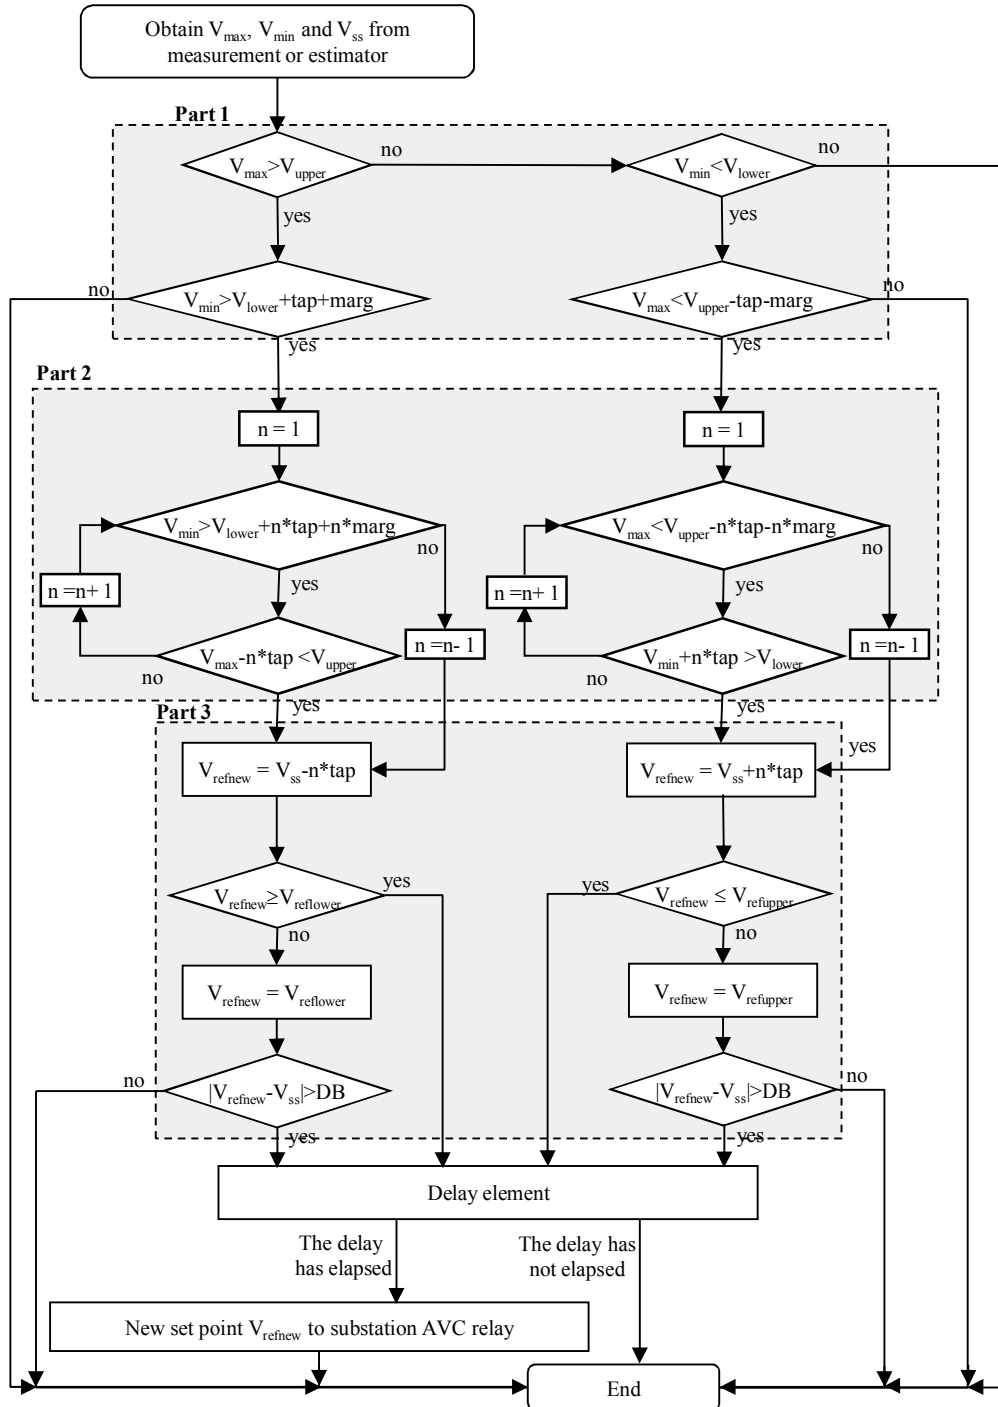 Obtain Vmax, Vmin and Vss from
measurement or estimator
Part 1
Vmax>Vupper
no
Vmin<Vlower
no
yes
yes
no
Vmin>Vlower+tap+marg
Vmax<Vupper-tap-marg
no
yes
yes
Part 2
n = 1
n = 1
Vmin>Vlower+n*tap+n*marg
Vmax<Vupper-n*tap-n*marg
no
no
yes
yes
n =n+ 1
n =n+ 1
Vmax-n*tap <Vupper
n =n- 1
Vmin+n*tap >Vlower
n =n- 1
no
no
yes
yes
Part 3
Vrefnew = Vss-n*tap
Vrefnew = Vss+n*tap
yes
Vrefnew≥Vreflower
yes
yes
Vrefnew ≤ Vrefupper
no
no
Vrefnew = Vreflower
Vrefnew = Vrefupper
no
|Vrefnew-Vss|>DB
|Vrefnew-Vss|>DB
no
yes
yes
Delay element
The delay
has elapsed
The delay has
not elapsed
New set point Vrefnew to substation AVC relay
End